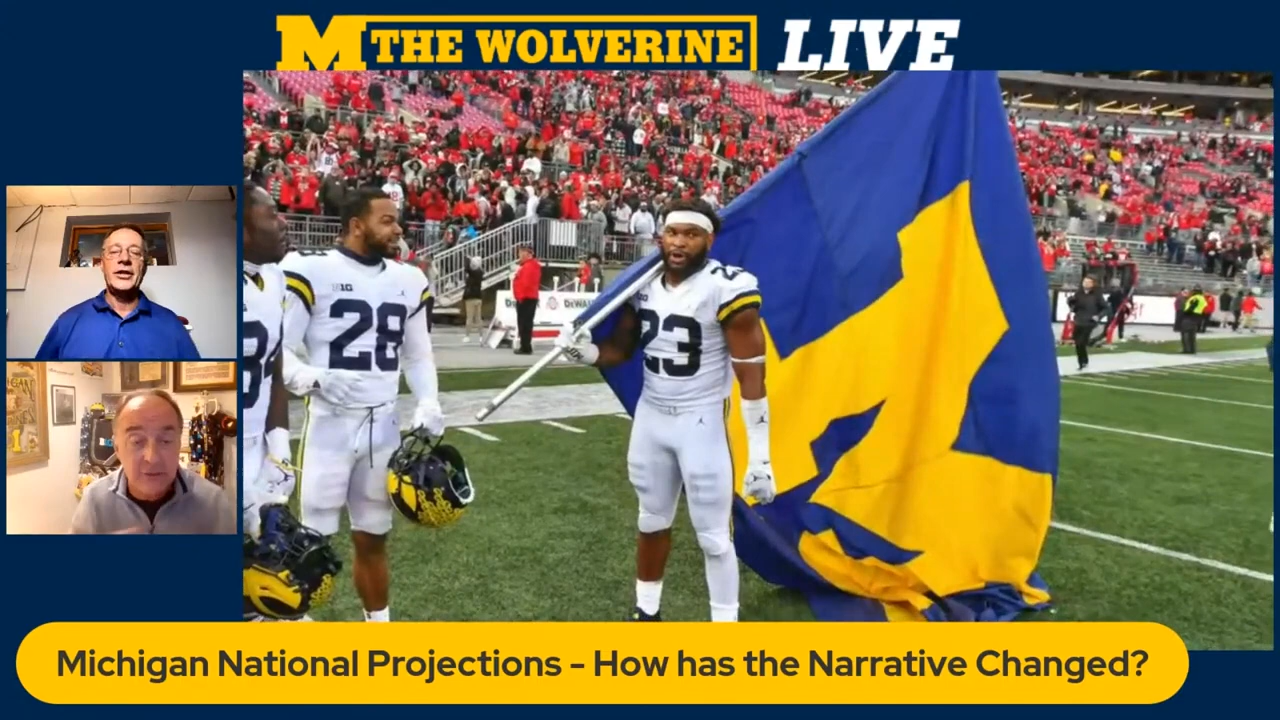 M THE WOLVERINE LIVE
28
23
B1G
Michigan National Projections - How has the Narrative Changed?